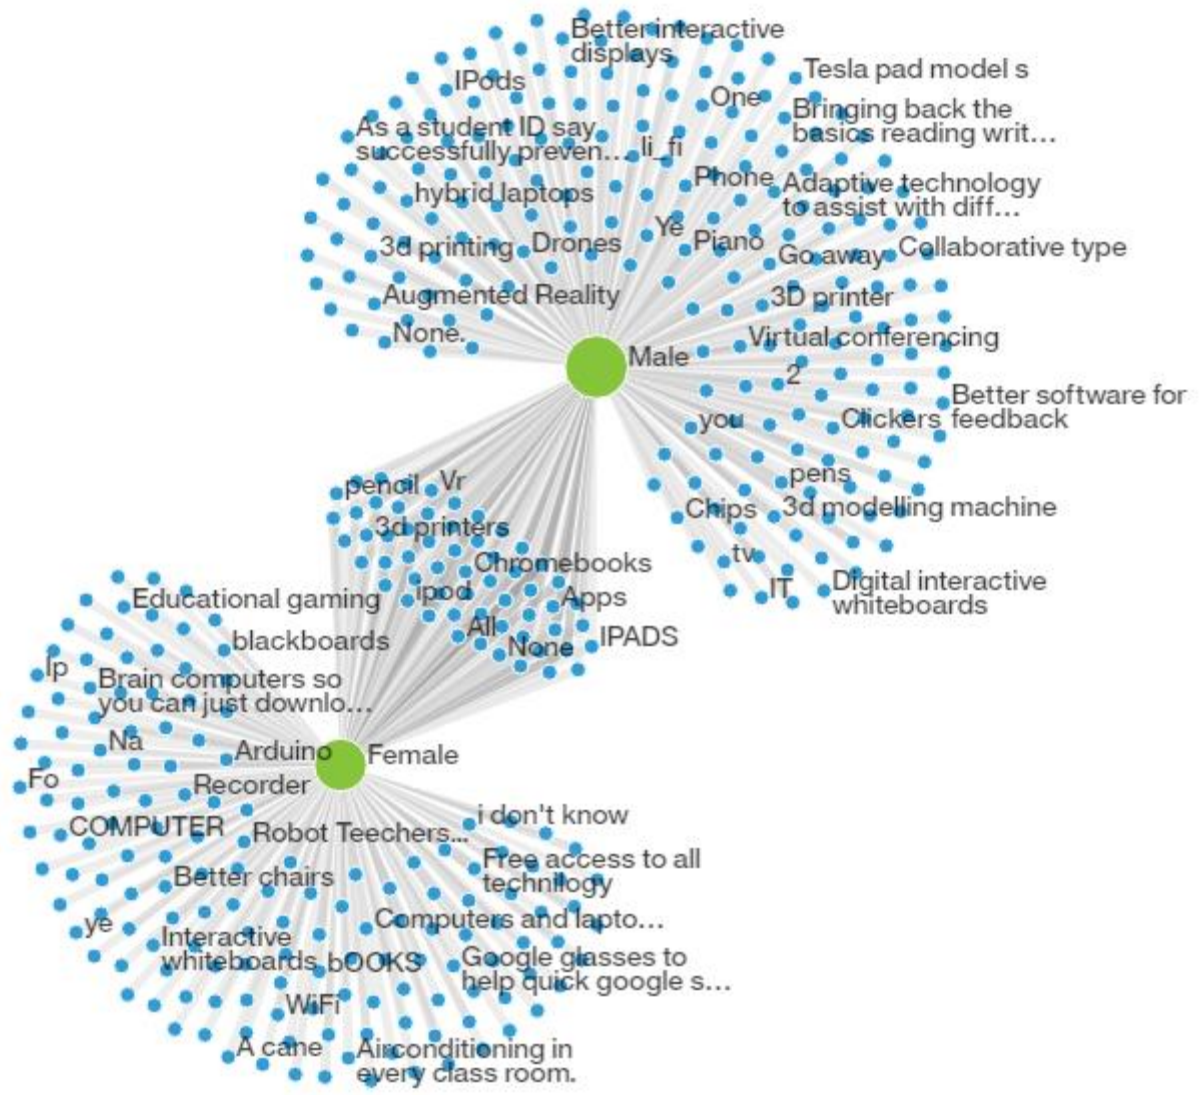 Better interactive
displays
Tesla pad model s
IPods
One
Bringing back the
basics reading writ...
As a student ID say
successfully preven...
li_fi
Phone
Adaptive technology
to assist with diff...
hybrid laptops
Ye
Piano
3d printing
Drones
Go away
Collaborative type
Augmented Reality
3D printer
None.
Virtual conferencing
Male
2
Better software for
feedback
you
Clickers
pens
pencil
Vr
Chips
3d modelling machine
3d printers
tv
Chromebooks
IT
Digital interactive
whiteboards
ipod
Apps
Educational gaming
All
None
IPADS
blackboards
Ip
Brain computers so
you can just downlo...
Na
Arduino
Female
Fo
Recorder
i don't know
COMPUTER
Robot Teechers...
Free access to all
technilogy
Better chairs
ye
Computers and lapto...
Interactive
whiteboards
bOOKS
Google glasses to
help quick google s...
WiFi
A cane
Airconditioning in
every class room.